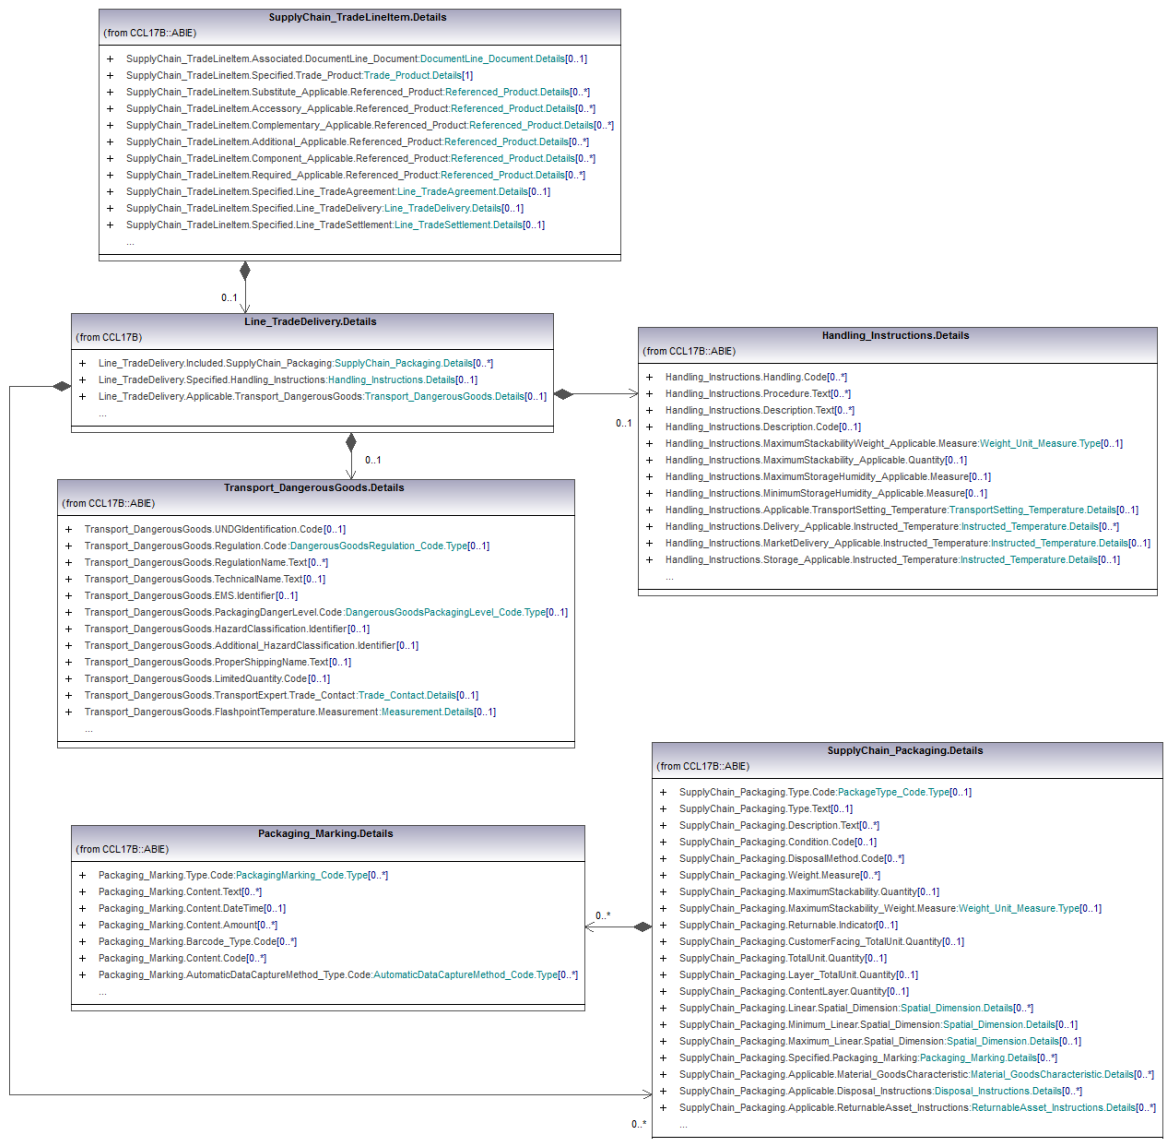 SupplyChain_TradeLineItem.Details
(from CCL17B::ABIE)
+ SupplyChain_TradeLineItem.Associated.DocumentLine_Document:DocumentLine_Document.Details[0..1]
+ SupplyChain_TradeLineItem.Specified.Trade_Product:Trade_Product.Details[1]
+ SupplyChain_TradeLineItem.Substitute_Applicable.Referenced_Product:Referenced_Product.Details[0..*]
+ SupplyChain_TradeLineItem.Accessory_Applicable.Referenced_Product:Referenced_Product.Details[0..*]
+ SupplyChain_TradeLineItem.Complementary_Applicable.Referenced_Product:Referenced_Product.Details[0..*]
+ SupplyChain_TradeLineItem.Additional_Applicable.Referenced_Product:Referenced_Product.Details[0..*]
+ SupplyChain_TradeLineItem.Component_Applicable.Referenced_Product:Referenced_Product.Details[0..*]
+ SupplyChain_TradeLineItem.Required_Applicable.Referenced_Product:Referenced_Product.Details[0..*]
+ SupplyChain_TradeLineItem.Specified.Line_TradeAgreement:Line_TradeAgreement.Details[0..1]
+ SupplyChain_TradeLineItem.Specified.Line_TradeDelivery:Line_TradeDelivery.Details[0..1]
+ SupplyChain_TradeLineItem.Specified.Line_TradeSettlement:Line_TradeSettlement.Details[0..1]
...
0..1
Line_TradeDelivery.Details
(from CCL17B)
+ Line_TradeDelivery.Included.SupplyChain_Packaging:SupplyChain_Packaging.Details[0..*]
+ Line_TradeDelivery.Specified.Handling_Instructions:Handling_Instructions.Details[0..1]
+ Line_TradeDelivery.Applicable.Transport_DangerousGoods:Transport_DangerousGoods.Details[0..1]
...
0..1
Handling_Instructions.Details
(from CCL17B::ABIE)
+ Handling_Instructions.Handling.Code[0..*]
+ Handling_Instructions.Procedure.Text[0..*]
+ Handling_Instructions.Description.Text[0..*]
+ Handling_Instructions.Description.Code[0..1]
+ Handling_Instructions.MaximumStackabilityWeight_Applicable.Measure:Weight_Unit_Measure.Type[0..1]
+ Handling_Instructions.MaximumStackability_Applicable.Quantity[0..1]
+ Handling_Instructions.MaximumStorageHumidity_Applicable.Measure[0..1]
+ Handling_Instructions.MinimumStorageHumidity_Applicable.Measure[0..1]
+ Handling_Instructions.Applicable.TransportSetting_Temperature:TransportSetting_Temperature.Details[0..1]
+ Handling_Instructions.Delivery_Applicable.Instructed_Temperature:Instructed_Temperature.Details[0..*]
+ Handling_Instructions.MarketDelivery_Applicable.Instructed_Temperature:Instructed_Temperature.Details[0..1]
+ Handling_Instructions.Storage_Applicable.Instructed_Temperature:Instructed_Temperature.Details[0..1]
...
0..1
Transport_DangerousGoods.Details
(from CCL17B::ABIE)
+ Transport_DangerousGoods.UNDGIdentification.Code[0..1]
+ Transport_DangerousGoods.Regulation.Code:DangerousGoodsRegulation_Code.Type[0..1]
+ Transport_DangerousGoods.RegulationName.Text[0..*]
+ Transport_DangerousGoods.TechnicalName.Text[0..1]
+ Transport_DangerousGoods.EMS.Identifier[0..1]
+ Transport_DangerousGoods.PackagingDangerLevel.Code:DangerousGoodsPackagingLevel_Code.Type[0..1]
+ Transport_DangerousGoods.HazardClassification.Identifier[0..1]
+ Transport_DangerousGoods.Additional_HazardClassification.Identifier[0..1]
+ Transport_DangerousGoods.ProperShippingName.Text[0..1]
+ Transport_DangerousGoods.LimitedQuantity.Code[0..1]
+ Transport_DangerousGoods.TransportExpert.Trade_Contact:Trade_Contact.Details[0..1]
+ Transport_DangerousGoods.FlashpointTemperature.Measurement:Measurement.Details[0..1]
...
Packaging_Marking.Details
(from CCL17B::ABIE)
+ Packaging_Marking.Type.Code:PackagingMarking_Code.Type[0..*]
+ Packaging_Marking.Content.Text[0..*]
+ Packaging_Marking.Content.DateTime[0..1]
+ Packaging_Marking.Content.Amount[0..*]
+ Packaging_Marking.Barcode_Type.Code[0..*]
+ Packaging_Marking.Content.Code[0..*]
+ Packaging_Marking.AutomaticDataCaptureMethod_Type.Code:AutomaticDataCaptureMethod_Code.Type[0..*]
...
0..*
SupplyChain_Packaging.Details
(from CCL17B::ABIE)
+ SupplyChain_Packaging.Type.Code:PackageType_Code.Type[0..1]
+ SupplyChain_Packaging.Type.Text[0..1]
+ SupplyChain_Packaging.Description.Text[0..*]
+ SupplyChain_Packaging.Condition.Code[0..1]
+ SupplyChain_Packaging.DisposalMethod.Code[0..*]
+ SupplyChain_Packaging.Weight.Measure[0..*]
+ SupplyChain_Packaging.MaximumStackability.Quantity[0..1]
+ SupplyChain_Packaging.MaximumStackability_Weight.Measure:Weight_Unit_Measure.Type[0..1]
+ SupplyChain_Packaging.Returnable.Indicator[0..1]
+ SupplyChain_Packaging.CustomerFacing_TotalUnit.Quantity[0..1]
+ SupplyChain_Packaging.TotalUnit.Quantity[0..1]
+ SupplyChain_Packaging.Layer_TotalUnit.Quantity[0..1]
+ SupplyChain_Packaging.ContentLayer.Quantity[0..1]
+ SupplyChain_Packaging.Linear.Spatial_Dimension:Spatial_Dimension.Details[0..*]
+ SupplyChain_Packaging.Minimum_Linear.Spatial_Dimension:Spatial_Dimension.Details[0..1]
+ SupplyChain_Packaging.Maximum_Linear.Spatial_Dimension:Spatial_Dimension.Details[0..1]
+ SupplyChain_Packaging.Specified.Packaging_Marking:Packaging_Marking.Details[0..*]
+ SupplyChain_Packaging.Applicable.Material_GoodsCharacteristic:Material_GoodsCharacteristic.Details[0..*]
+ SupplyChain_Packaging.Applicable.Disposal_Instructions:Disposal_Instructions.Details[0..*]
+ SupplyChain_Packaging.Applicable.ReturnableAsset_Instructions:ReturnableAsset_Instructions.Details[0..*]
...
0..*